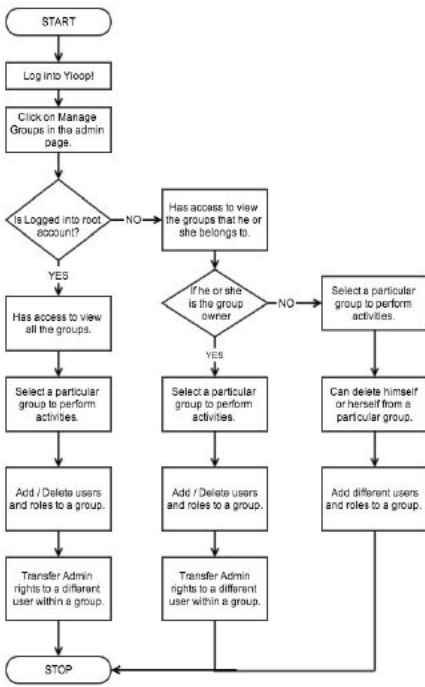 START
Log into Yioop!
Click on Manage
Groups in the admin
page.
Is Logged into root
account?
NO
Has access to view
the groups that he or
she belongs to.
YES
If he or she
is the group
owner
NO
Select a particular
group to perform
activities.
Has access to view
all the groups.
YES
Select a particular
group to perform
activities.
Select a particular
group to perform
activities.
Can delete himself
or herself from a
particular group.
Add / Delete users
and roles to a group.
Add / Delete users
and roles to a group.
Add different users
and roles to a group.
Transfer Admin
rights to a different
user within a group.
Transfer Admin
rights to a different
user within a group.
STOP